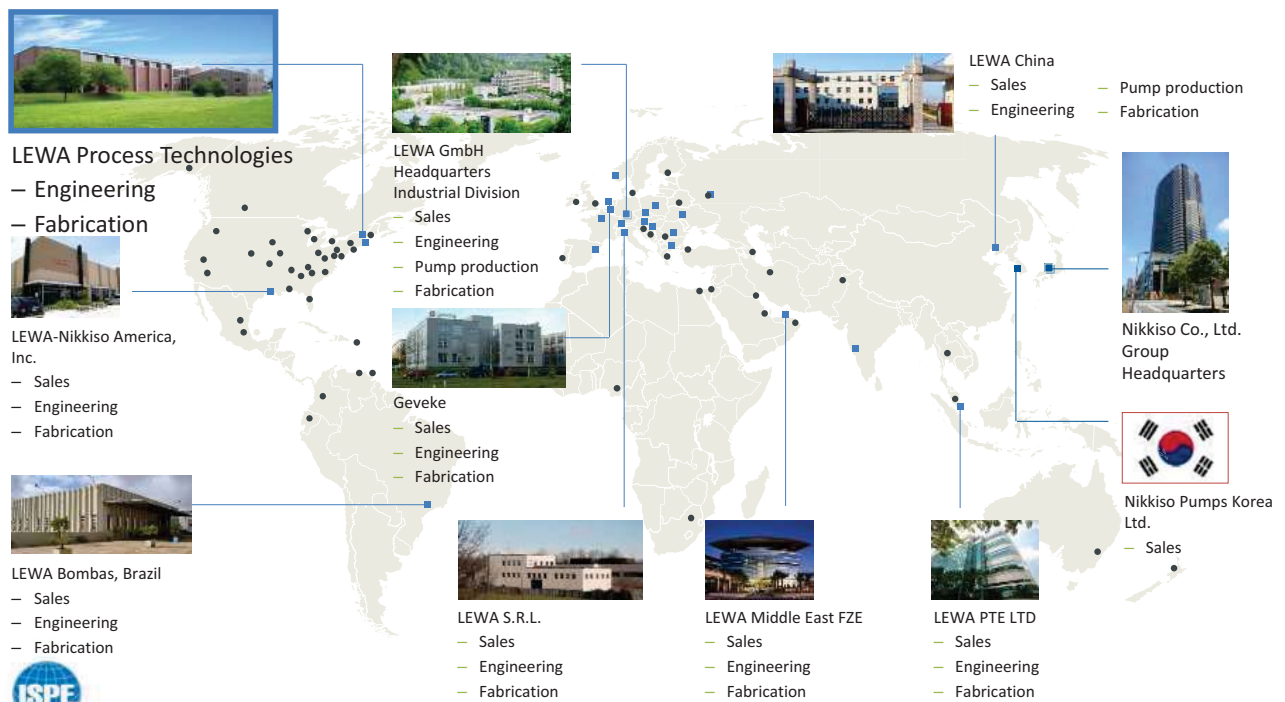 LEWA Process Technologies
– Engineering
– Fabrication
LEWA-Nikkiso America,
Inc.
– Sales
– Engineering
– Fabrication
LEWA Bombas, Brazil
– Sales
– Engineering
– Fabrication
ISPE
LEWA GmbH
Headquarters
Industrial Division
– Sales
– Engineering
– Pump production
– Fabrication
Geveke
– Sales
– Engineering
– Fabrication
LEWA S.R.L.
– Sales
– Engineering
– Fabrication
LEWA Middle East FZE
– Sales
– Engineering
– Fabrication
LEWA PTE LTD
– Sales
– Engineering
– Fabrication
LEWA China
– Sales
– Engineering
– Pump production
– Fabrication
Nikkiso Co., Ltd.
Group
Headquarters
Nikkiso Pumps Korea
Ltd.
– Sales